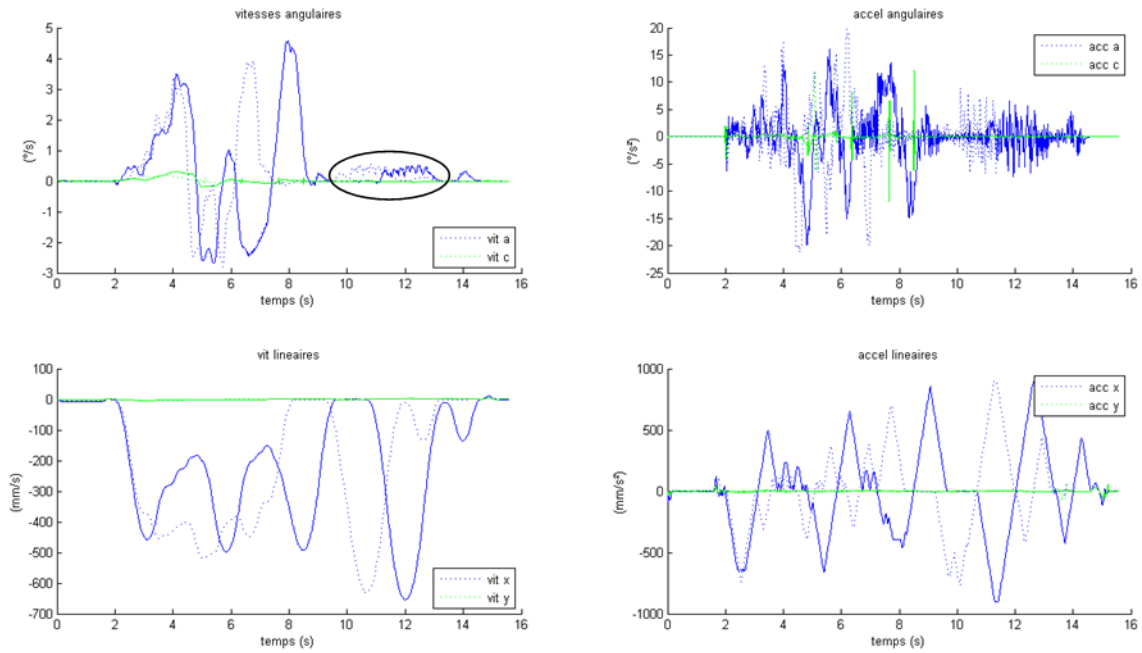 vitesses angulaires
5
4
3
2
1
0
-1
-2
-3
(°/s)
0 2 4 6 8 10 12 14 16
temps (s)
vit a
vit c
accel angulaires
20
15
10
5
0
-5
-10
-15
-20
-25
(°/s²)
0 2 4 6 8 10 12 14 16
temps (s)
acc a
acc c
vit lineaires
100
0
-100
-200
-300
-400
-500
-600
-700
(mm/s)
0 2 4 6 8 10 12 14 16
temps (s)
vit x
vit y
accel lineaires
1000
500
0
-500
-1000
(mm/s²)
0 2 4 6 8 10 12 14 16
temps (s)
acc x
acc y